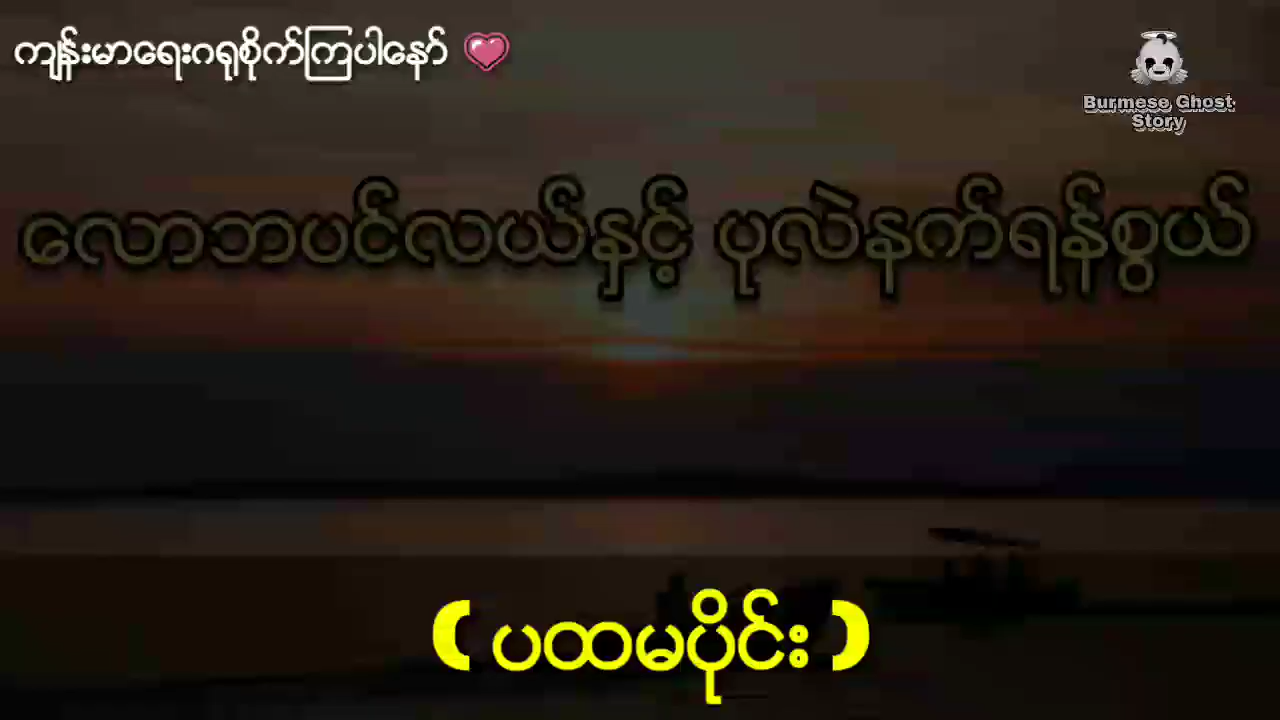 ကျန်းမာရေးဂရုစိုက်ကြပါနော် 💗
Burmese Ghost
Story
လောဘပင်လယ်နှင့် ပုလဲနက်ရန်စွယ်
( ပထမပိုင်း )